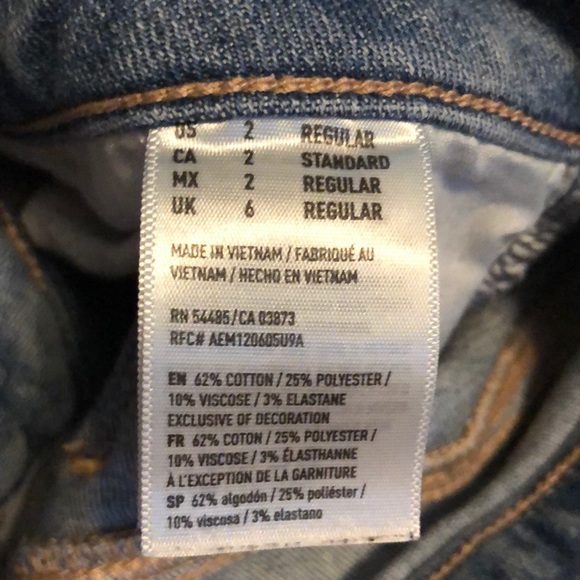 US 2 REGULAR
CA 2 STANDARD
MX 2 REGULAR
UK 6 REGULAR
MADE IN VIETNAM / FABRIQUÉ AU
VIETNAM / HECHO EN VIETNAM
RN 54485 / CA 03873
RFC# AEM120605U9A
EN 62% COTTON / 25% POLYESTER /
10% VISCOSE / 3% ELASTANE
EXCLUSIVE OF DECORATION
FR 62% COTON / 25% POLYESTER /
10% VISCOSE / 3% ÉLASTHANNE
À L'EXCEPTION DE LA GARNITURE
SP 62% algodón / 25% poliéster /
10% viscosa / 3% elastano